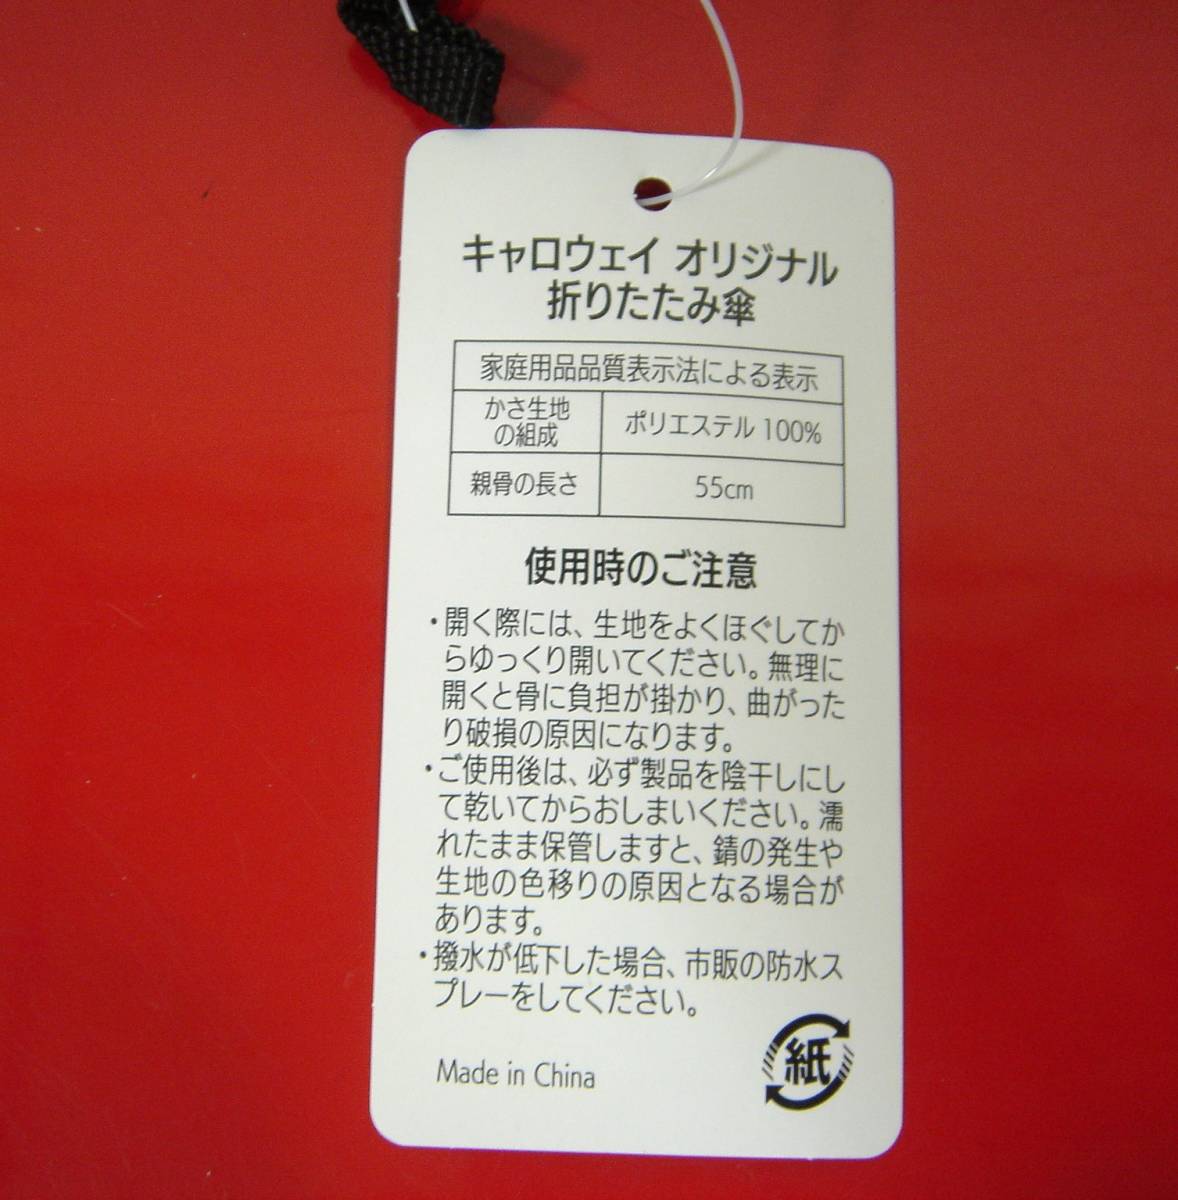 キャロウェイ オリジナル
折りたたみ傘
家庭用品品質表示法による表示
かさ生地
の組成
ポリエステル 100%
親骨の長さ
55cm
使用時のご注意
・開く際には、生地をよくほぐしてか
らゆっくり開いてください。無理に
開くと骨に負担が掛かり、曲がった
り破損の原因になります。
・ご使用後は、必ず製品を陰干しにし
て乾いてからおしまいください。濡
れたまま保管しますと、錆の発生や
生地の色移りの原因となる場合が
あります。
・撥水が低下した場合、市販の防水ス
プレーをしてください。
Made in China
紙